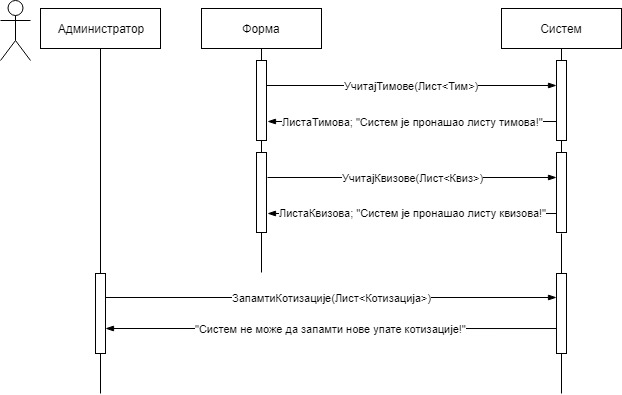 Администратор
Форма
Систем
УчитајТимове(Лист<Тим>)
ЛистаТимова; "Систем је пронашао листу тимова!"
УчитајКвизове(Лист<Квиз>)
ЛистаКвизова; "Систем је пронашао листу квизова!"
ЗапамтиКотизације(Лист<Котизација>)
"Систем не може да запамти нове упате котизације!"